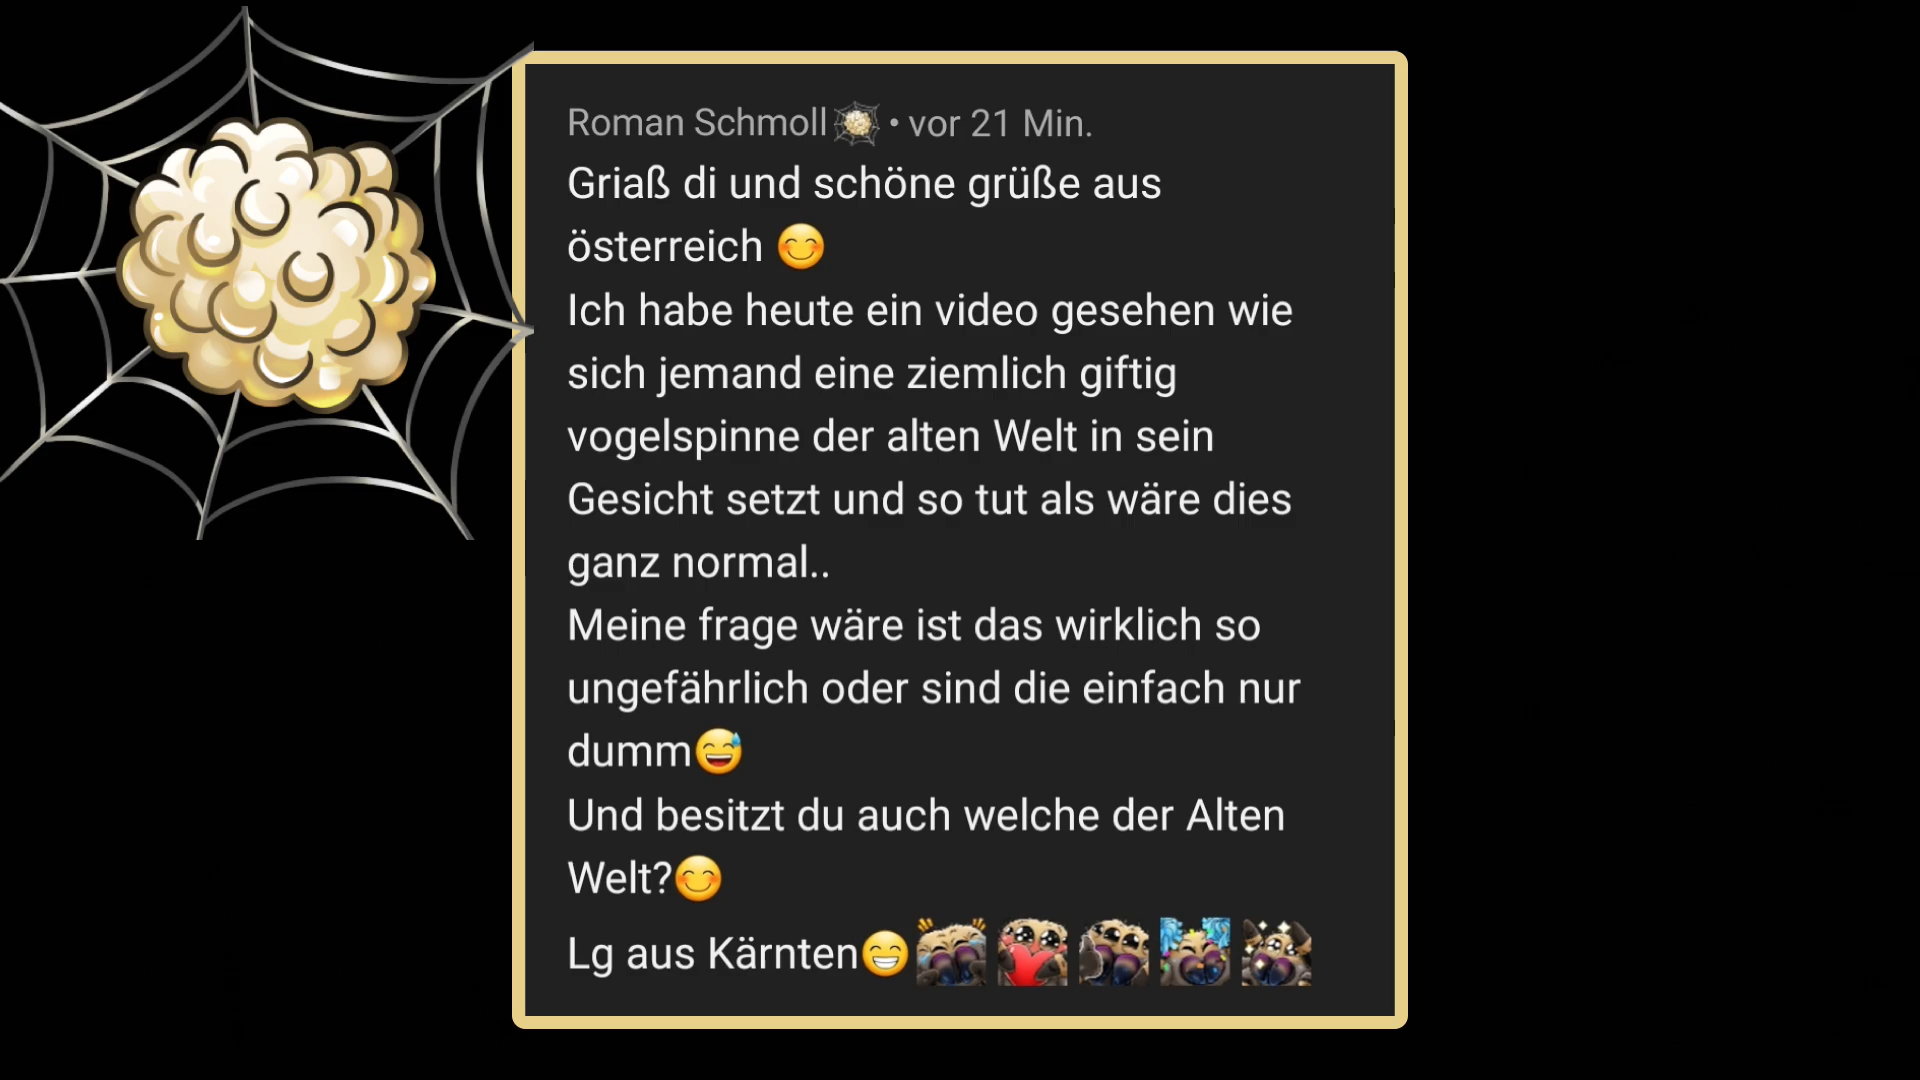 Roman Schmoll • vor 21 Min.
Griaß di und schöne grüße aus
österreich 😊
Ich habe heute ein video gesehen wie
sich jemand eine ziemlich giftig
vogelspinne der alten Welt in sein
Gesicht setzt und so tut als wäre dies
ganz normal..
Meine frage wäre ist das wirklich so
ungefährlich oder sind die einfach nur
dumm😅
Und besitzt du auch welche der Alten
Welt?😊
Lg aus Kärnten😁